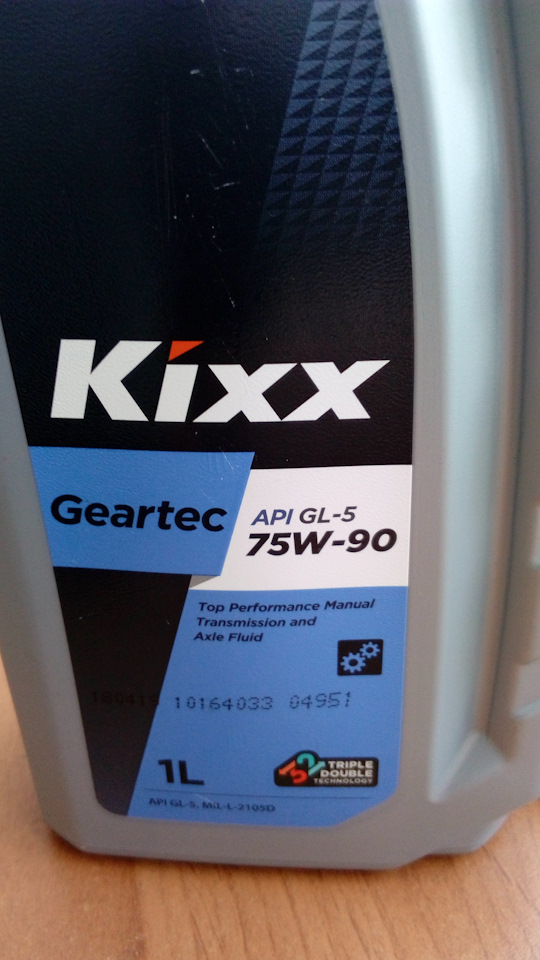 Kixx
Geartec
API GL-5
75W-90
Top Performance Manual
Transmission and
Axle Fluid
10164033 04951
1L
TRIPLE
DOUBLE
TECHNOLOGY
API GL-5, MIL-L-2105D